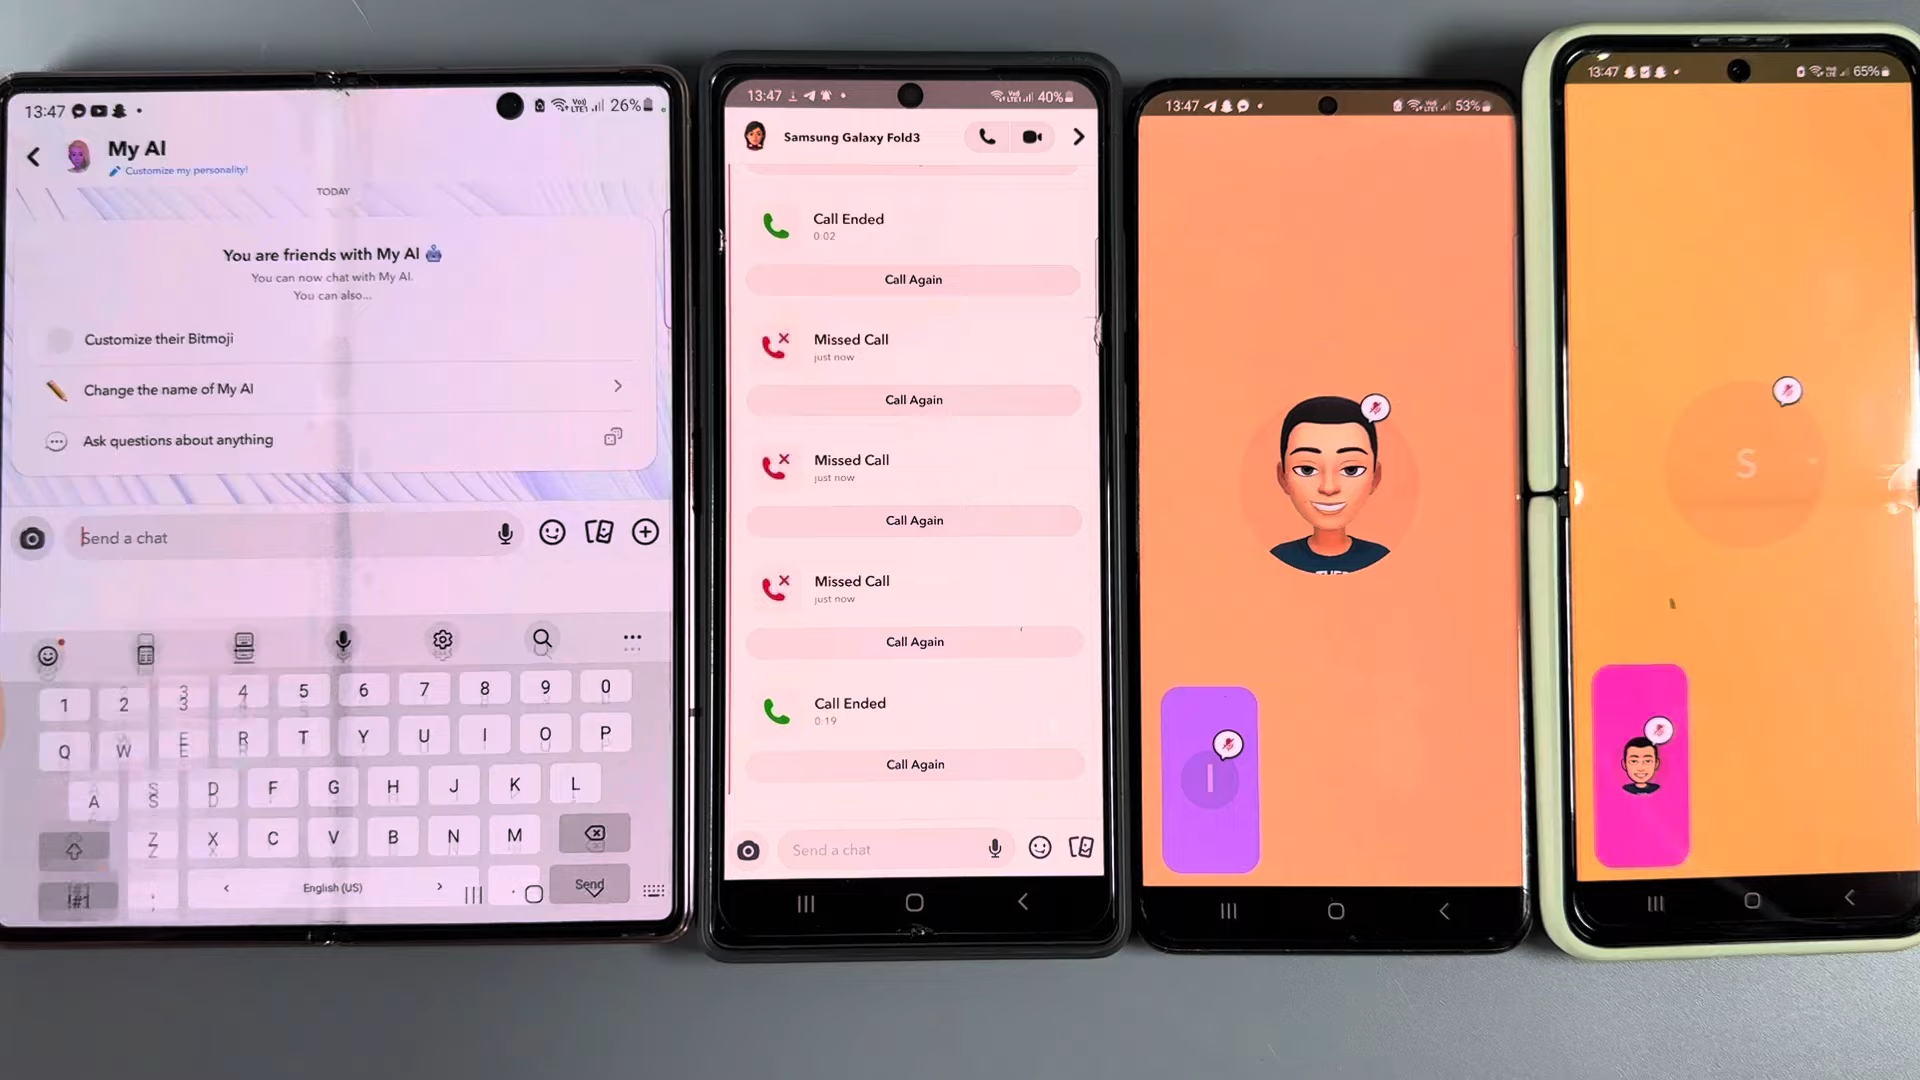 13:47
26%
My AI
Customize my personality!
TODAY
You are friends with My AI
You can now chat with My AI.
You can also...
Customize their Bitmoji
Change the name of My AI
Ask questions about anything
Send a chat
1 2 3 4 5 6 7 8 9 0
Q W E R T Y U I O P
A S D F G H J K L
Z X C V B N M
!#1 English (US) Send
13:47
40%
Samsung Galaxy Fold3
Call Ended
0:02
Call Again
Missed Call
just now
Call Again
Missed Call
just now
Call Again
Missed Call
just now
Call Again
Call Ended
0:19
Call Again
Send a chat
13:47
53%
I
13:47
65%
S